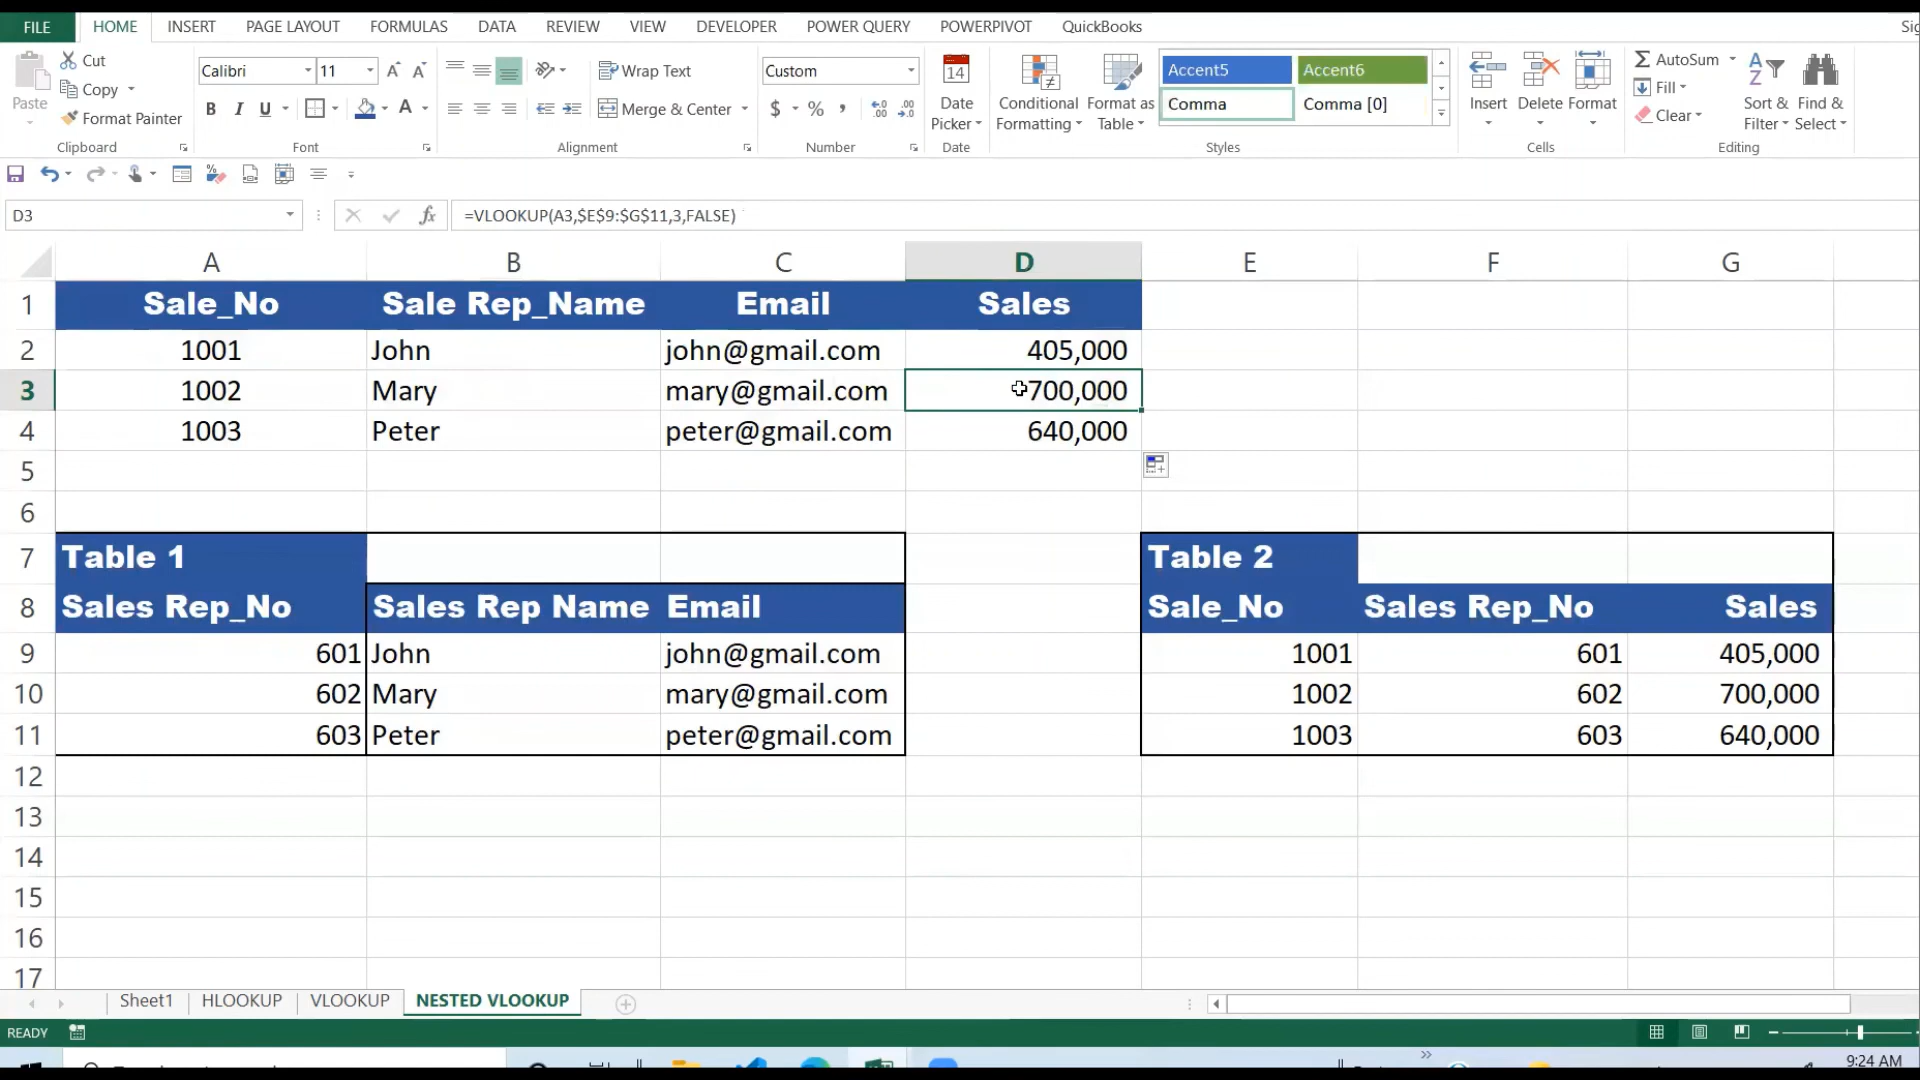 FILE HOME INSERT PAGE LAYOUT FORMULAS DATA REVIEW VIEW DEVELOPER POWER QUERY POWERPIVOT QuickBooks
Paste
Cut
Copy
Format Painter
Clipboard
Calibri 11
B I U A
Font
Wrap Text
Merge & Center
Alignment
Custom
$ % ,
Number
14
Date Picker
Date
Conditional Formatting
Format as Table
Accent5 Accent6
Comma Comma [0]
Styles
Insert Delete Format
Cells
AutoSum
Fill
Clear
Sort & Filter
Find & Select
Editing
D3 fx =VLOOKUP(A3,$E$9:$G$11,3,FALSE)
A B C D E F G
1 Sale_No Sale Rep_Name Email Sales
2 1001 John john@gmail.com 405,000
3 1002 Mary mary@gmail.com 700,000
4 1003 Peter peter@gmail.com 640,000
5
6
7 Table 1 Table 2
8 Sales Rep_No Sales Rep Name Email Sale_No Sales Rep_No Sales
9 601 John john@gmail.com 1001 601 405,000
10 602 Mary mary@gmail.com 1002 602 700,000
11 603 Peter peter@gmail.com 1003 603 640,000
12
13
14
15
16
17
Sheet1 HLOOKUP VLOOKUP NESTED VLOOKUP
READY
9:24 AM